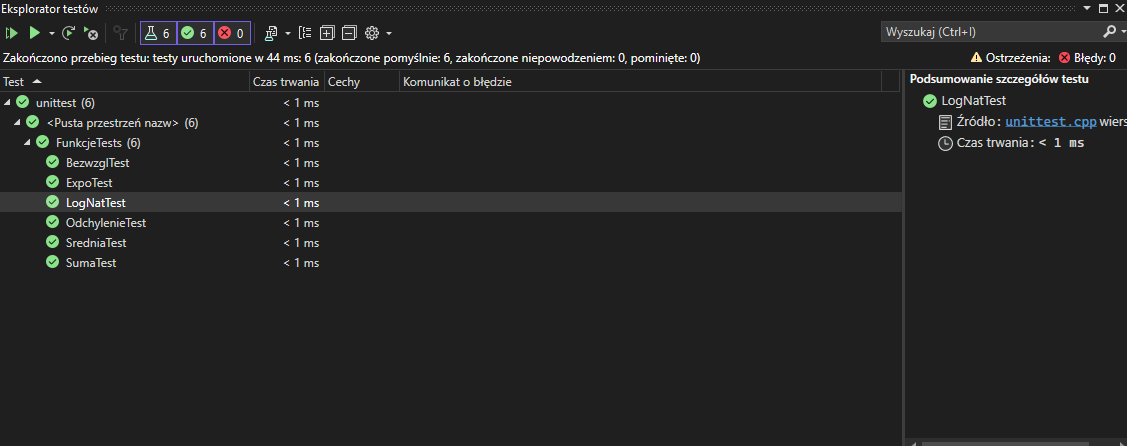 Eksplorator testów
6 6 0
Wyszukaj (Ctrl+I)
Zakończono przebieg testu: testy uruchomione w 44 ms: 6 (zakończone pomyślnie: 6, zakończone niepowodzeniem: 0, pominięte: 0)
Ostrzeżenia: Błędy: 0
Test Czas trwania Cechy Komunikat o błędzie
unittest (6) < 1 ms
<Pusta przestrzeń nazw> (6) < 1 ms
FunkcjeTests (6) < 1 ms
BezwzglTest < 1 ms
ExpoTest < 1 ms
LogNatTest < 1 ms
OdchylenieTest < 1 ms
SredniaTest < 1 ms
SumaTest < 1 ms
Podsumowanie szczegółów testu
LogNatTest
Źródło: unittest.cpp wiers
Czas trwania: < 1 ms